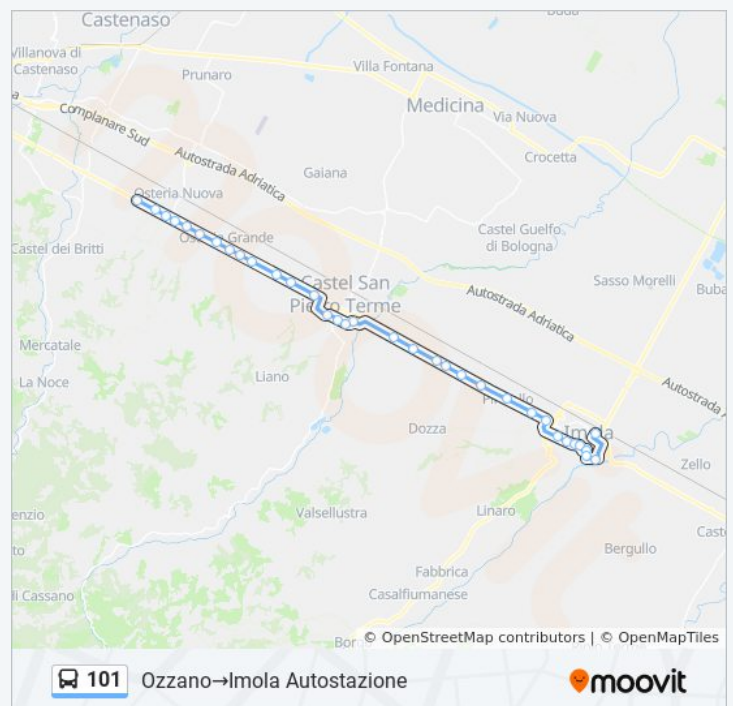 Castenaso
Buda
Villanova di
Castenaso
Prunaro
Villa Fontana
Medicina
Via Nuova
Complanare Sud
Crocetta
Autostrada Adriatica
Gaiana
Osteria Nuova
Castel dei Britti
Castel Guelfo
di Bologna
Castel San
Pietro Terme
Sasso Morelli
Autostrada Adriatica
Mercatale
La Noce
Liano
Autostrada
Dozza
Imola
Zello
Valsellustra
Linaro
Bergullo
Fabbrica
Casalfiumanese
© OpenStreetMap contributors | © OpenMapTiles
101 Ozzano→Imola Autostazione
moovit